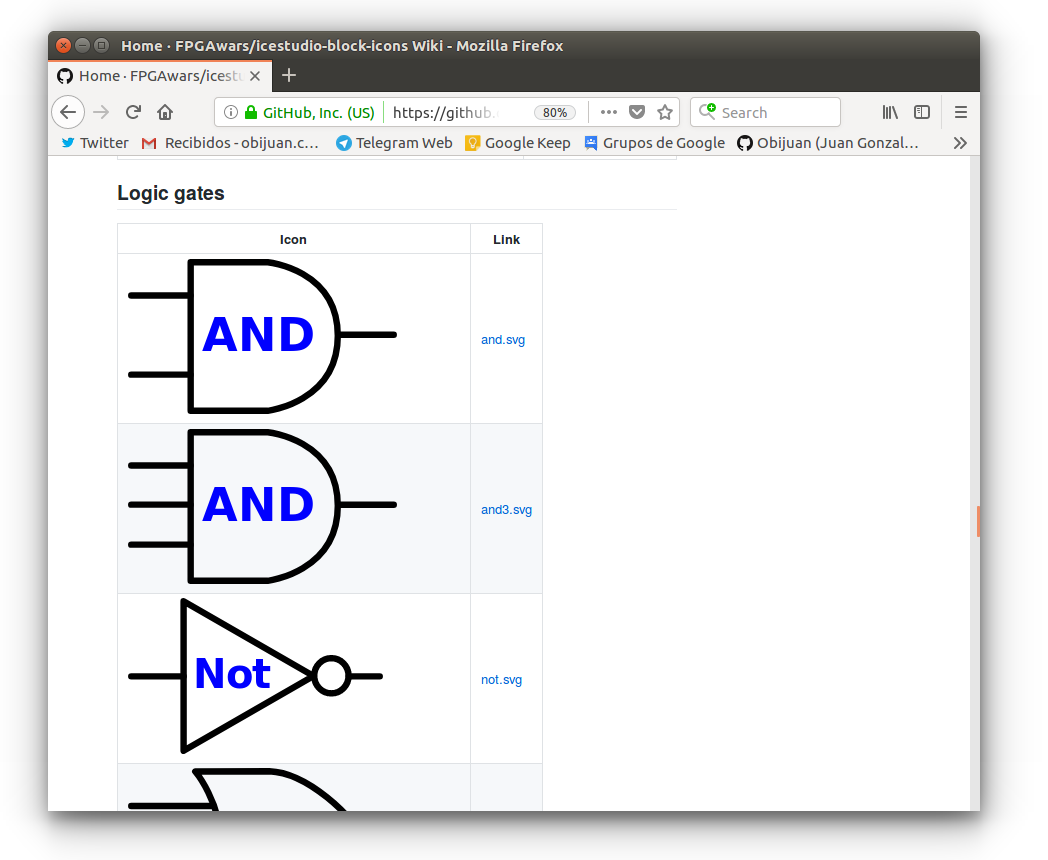 Home · FPGAwars/icestudio-block-icons Wiki - Mozilla Firefox
Home · FPGAwars/icestu
GitHub, Inc. (US) https://github. 80% ••• Search
Twitter Recibidos - obijuan.c... Telegram Web Google Keep Grupos de Google Obijuan (Juan Gonzal...
Logic gates
Icon Link
AND and.svg
AND and3.svg
Not not.svg